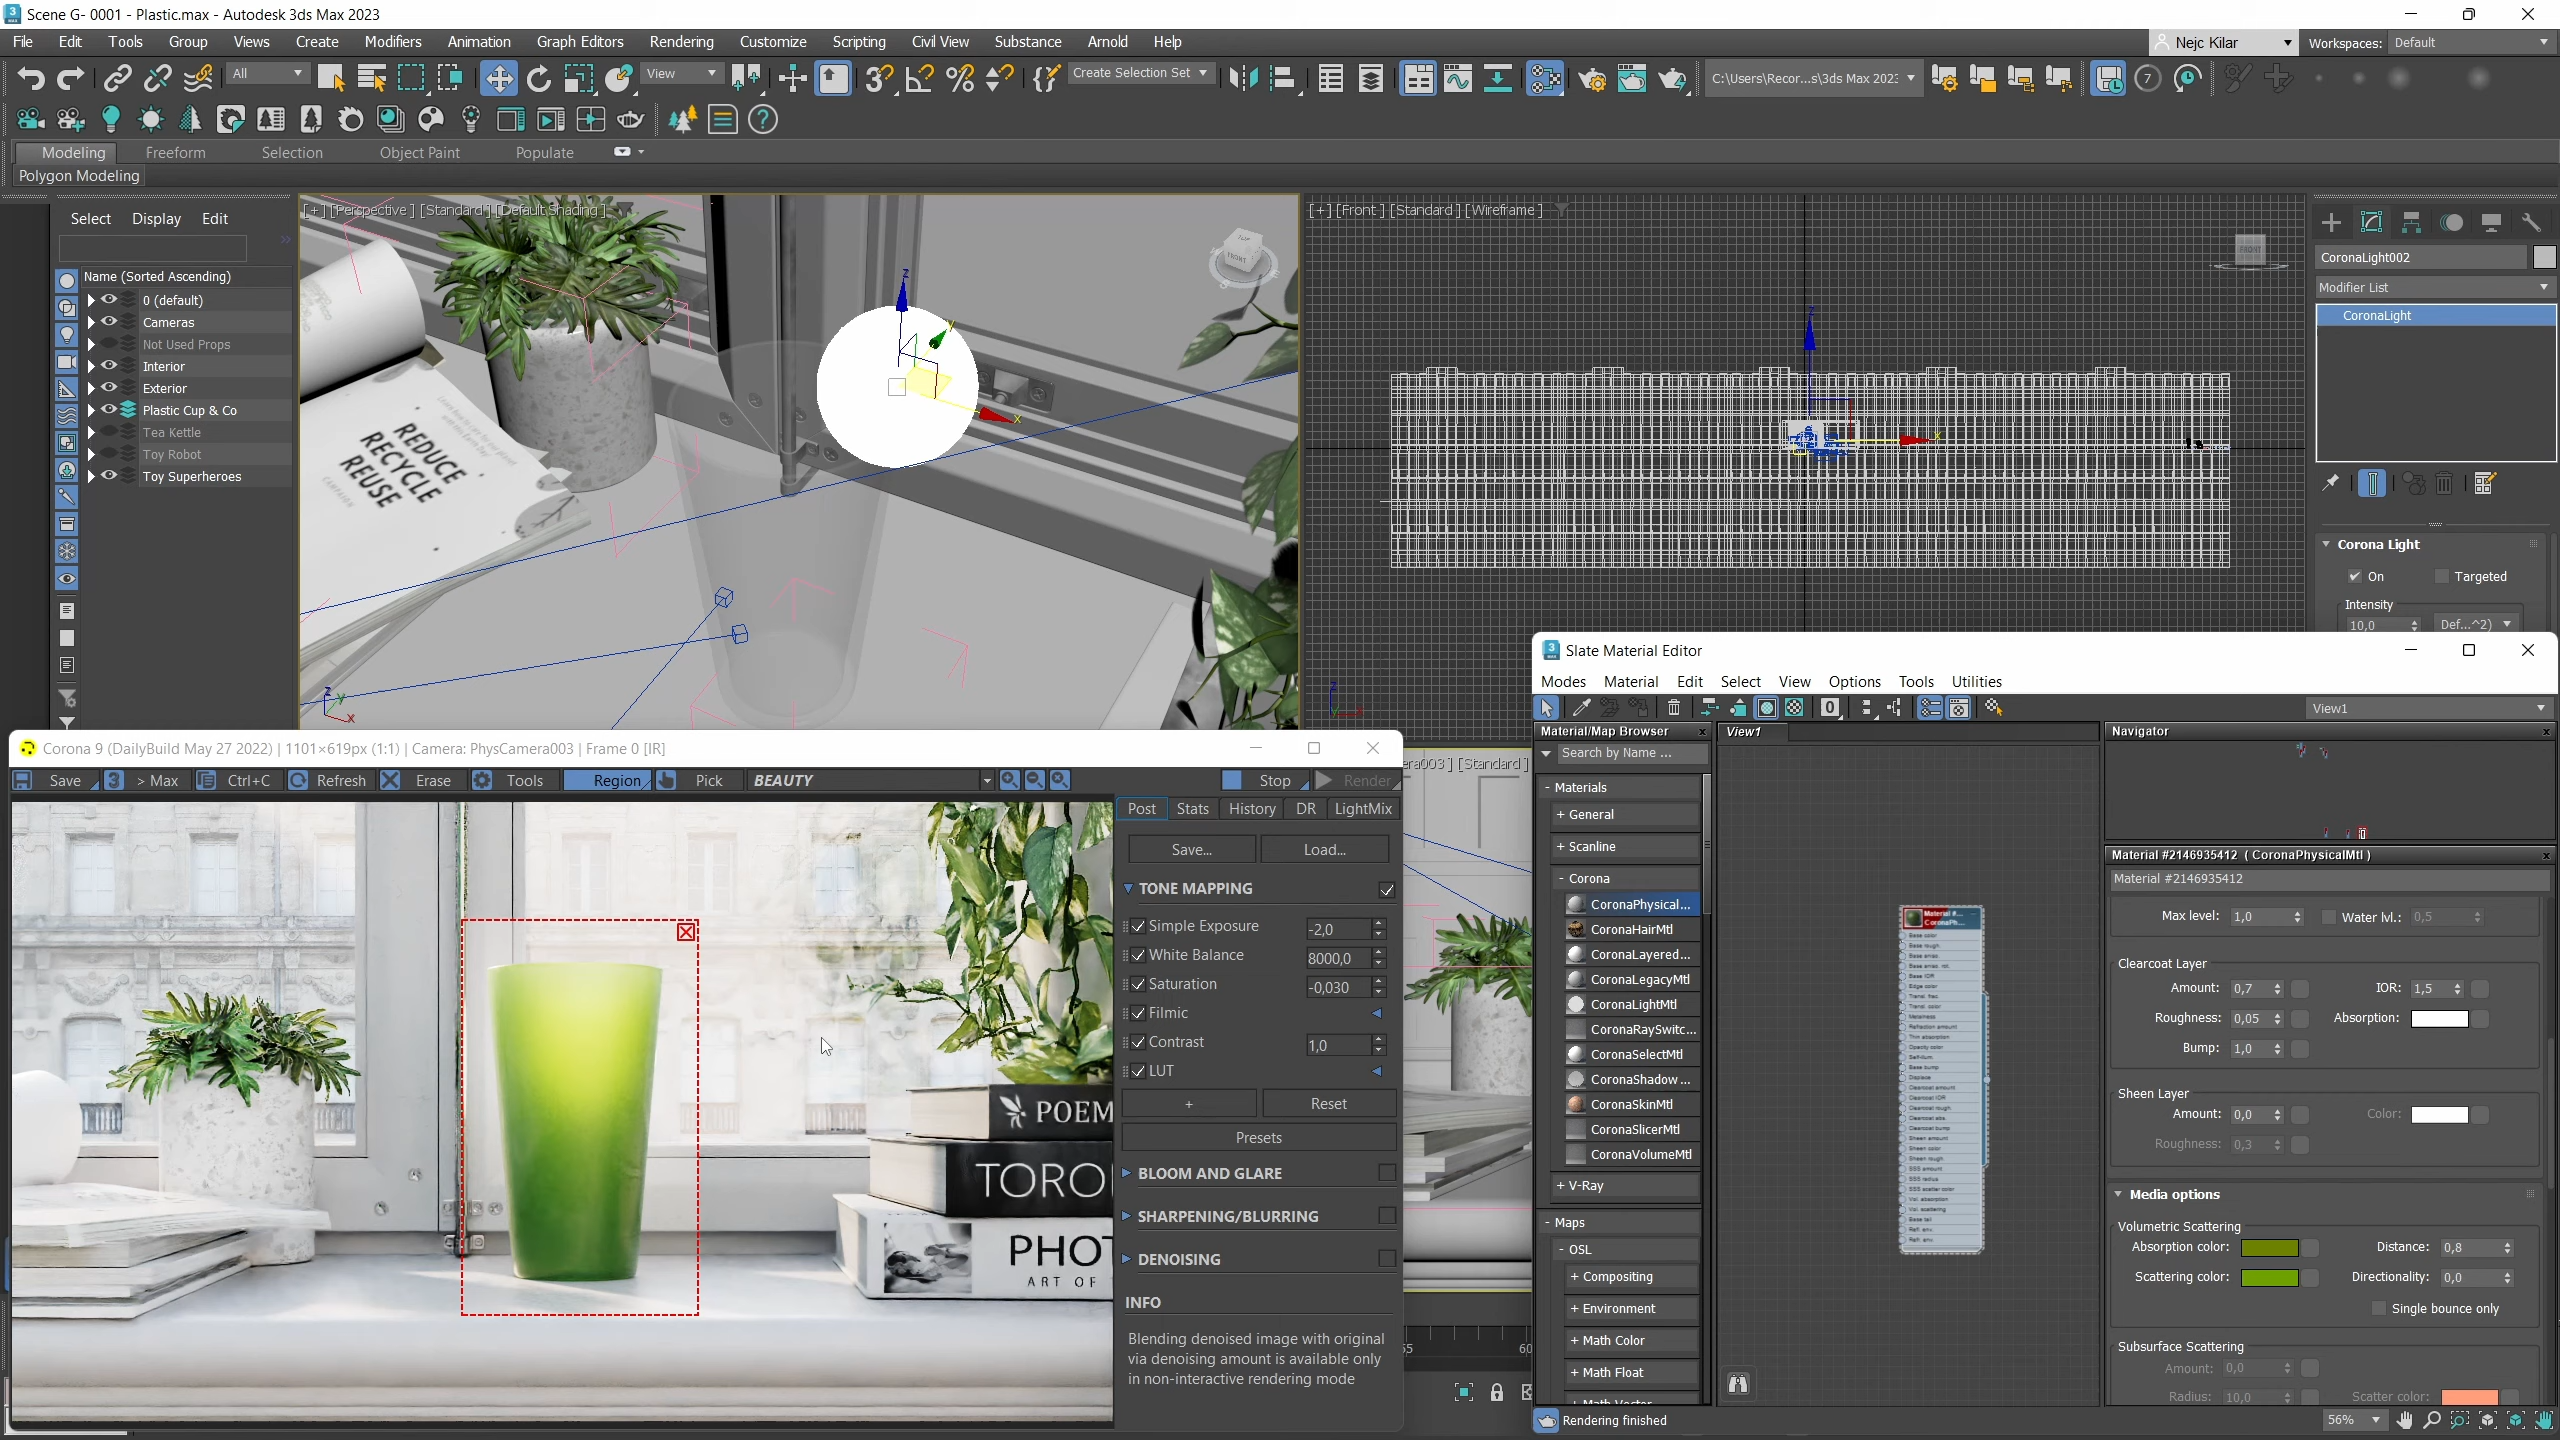 Scene G- 0001 - Plastic.max - Autodesk 3ds Max 2023
File Edit Tools Group Views Create Modifiers Animation Graph Editors Rendering Customize Scripting Civil View Substance Arnold Help
Nejc Kilar Workspaces: Default
All View Create Selection Set C:\Users\Recor...s\3ds Max 202
Modeling Freeform Selection Object Paint Populate
Polygon Modeling
Select Display Edit
Name (Sorted Ascending)
0 (default)
Cameras
Not Used Props
Interior
Exterior
Plastic Cup & Co
Tea Kettle
Toy Robot
Toy Superheroes
[+] [Perspective ] [Standard ] [Default Shading ]
REDUCE
RECYCLE
REUSE
CAMPAIGN
[+] [Front ] [Standard ] [Wireframe ]
FRONT
CoronaLight002
Modifier List
CoronaLight
Corona Light
On Targeted
Intensity
10,0 Def...^2)
Corona 9 (DailyBuild May 27 2022) | 1101×619px (1:1) | Camera: PhysCamera003 | Frame 0 [IR]
Save > Max Ctrl+C Refresh Erase Tools Region Pick BEAUTY Stop Render
Post Stats History DR LightMix
Save... Load...
TONE MAPPING
Simple Exposure -2,0
White Balance 8000,0
Saturation -0,030
Filmic
Contrast 1,0
LUT
+ Reset
Presets
BLOOM AND GLARE
SHARPENING/BLURRING
DENOISING
INFO
Blending denoised image with original
via denoising amount is available only
in non-interactive rendering mode
POEM
TORO
PHOT
ART OF
era003 ] [Standard ]
Slate Material Editor
Modes Material Edit Select View Options Tools Utilities
View1
Material/Map Browser
Search by Name ...
- Materials
+ General
+ Scanline
- Corona
CoronaPhysical...
CoronaHairMtl
CoronaLayered...
CoronaLegacyMtl
CoronaLightMtl
CoronaRaySwitc...
CoronaSelectMtl
CoronaShadow ...
CoronaSkinMtl
CoronaSlicerMtl
CoronaVolumeMtl
+ V-Ray
- Maps
- OSL
+ Compositing
+ Environment
+ Math Color
+ Math Float
View1
Navigator
Material #2146935412 ( CoronaPhysicalMtl )
Material #2146935412
Max level: 1,0 Water lvl.: 0,5
Clearcoat Layer
Amount: 0,7 IOR: 1,5
Roughness: 0,05 Absorption:
Bump: 1,0
Sheen Layer
Amount: 0,0 Color:
Roughness: 0,3
Media options
Volumetric Scattering
Absorption color: Distance: 0,8
Scattering color: Directionality: 0,0
Single bounce only
Subsurface Scattering
Amount: 0,0
Radius: 10,0 Scatter color:
Rendering finished
56%